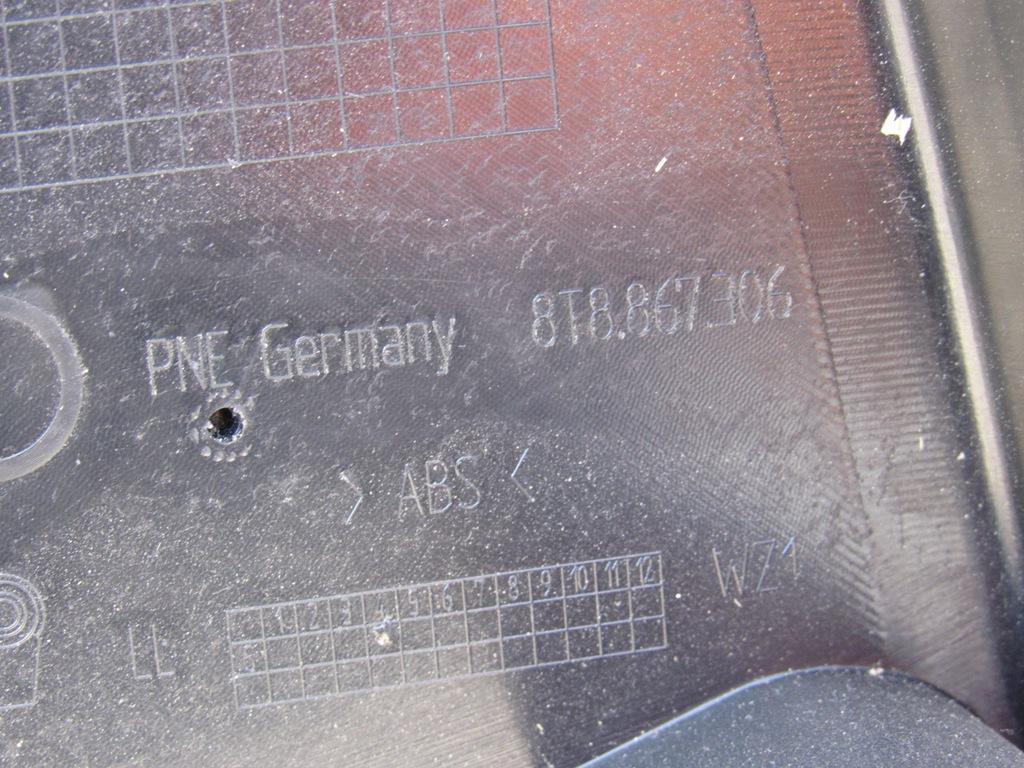 PNE Germany 8T8.867.306
> ABS <
1 2 3 4 5 6 7 8 9 10 11 12
LL
WZ1